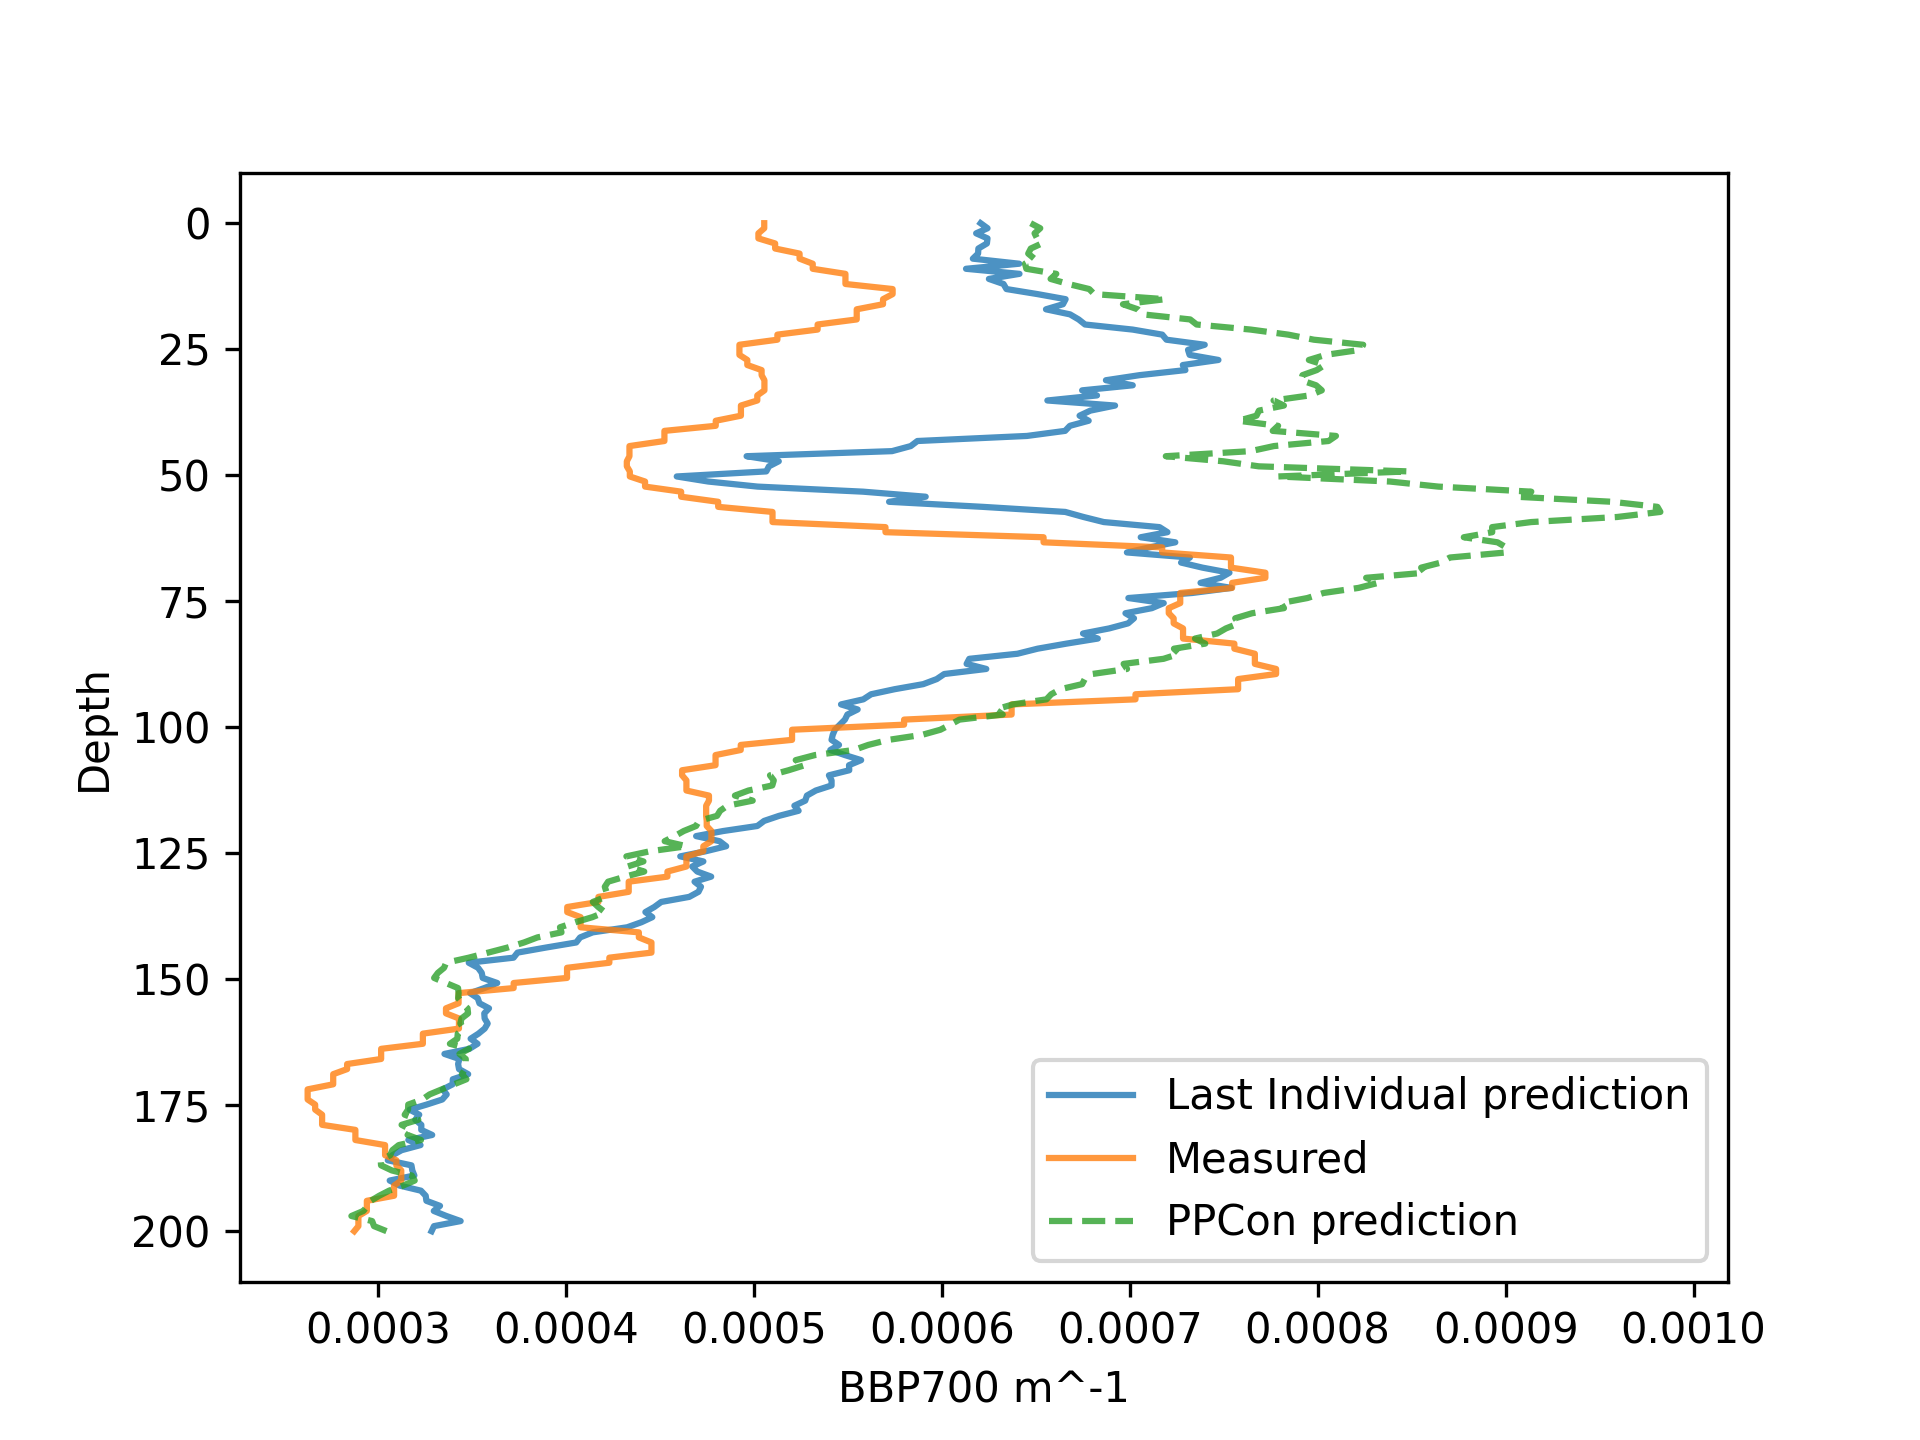 0
25
50
75
100
125
150
175
200
Depth
0.0003 0.0004 0.0005 0.0006 0.0007 0.0008 0.0009 0.0010
BBP700 m^-1
Last Individual prediction
Measured
PPCon prediction